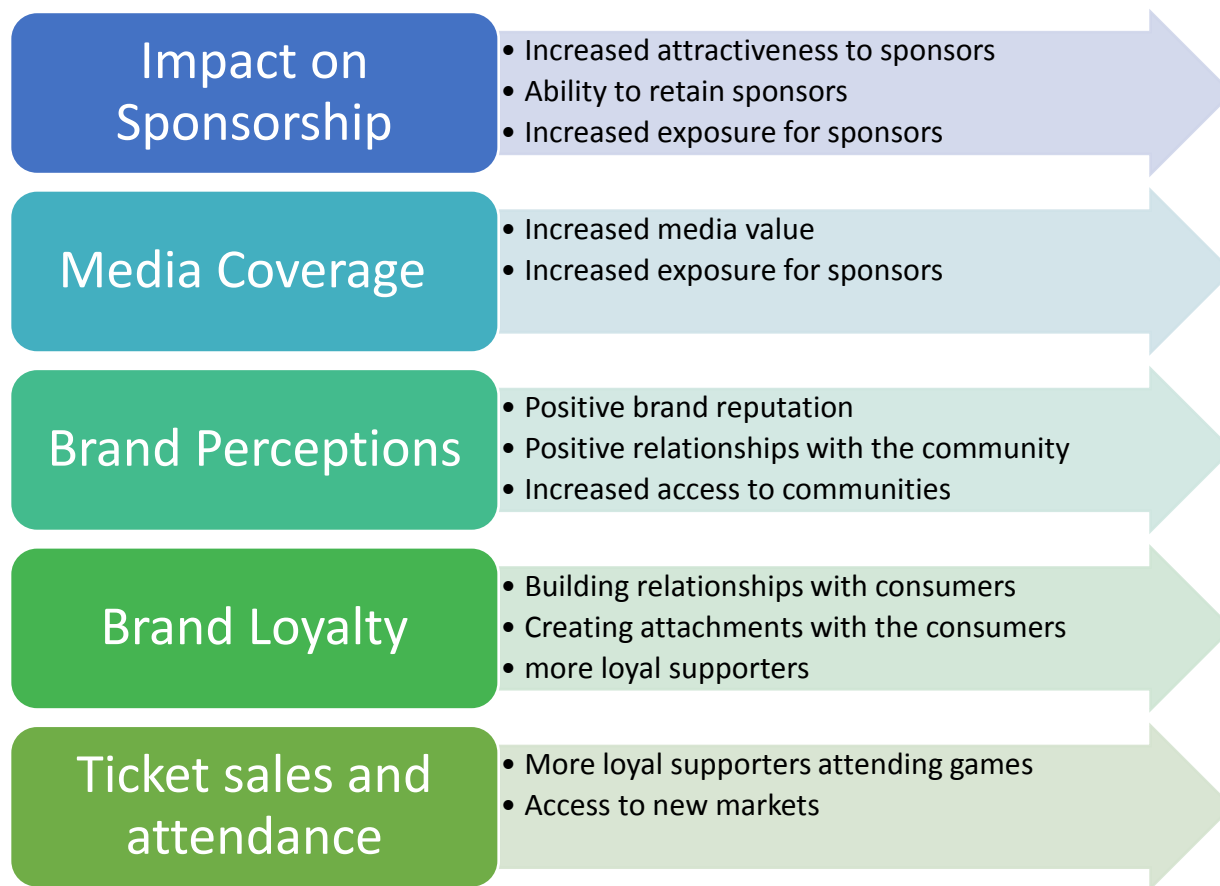 Impact on
Sponsorship
• Increased attractiveness to sponsors
• Ability to retain sponsors
• Increased exposure for sponsors
Media Coverage
• Increased media value
• Increased exposure for sponsors
Brand Perceptions
• Positive brand reputation
• Positive relationships with the community
• Increased access to communities
Brand Loyalty
• Building relationships with consumers
• Creating attachments with the consumers
• more loyal supporters
Ticket sales and
attendance
• More loyal supporters attending games
• Access to new markets